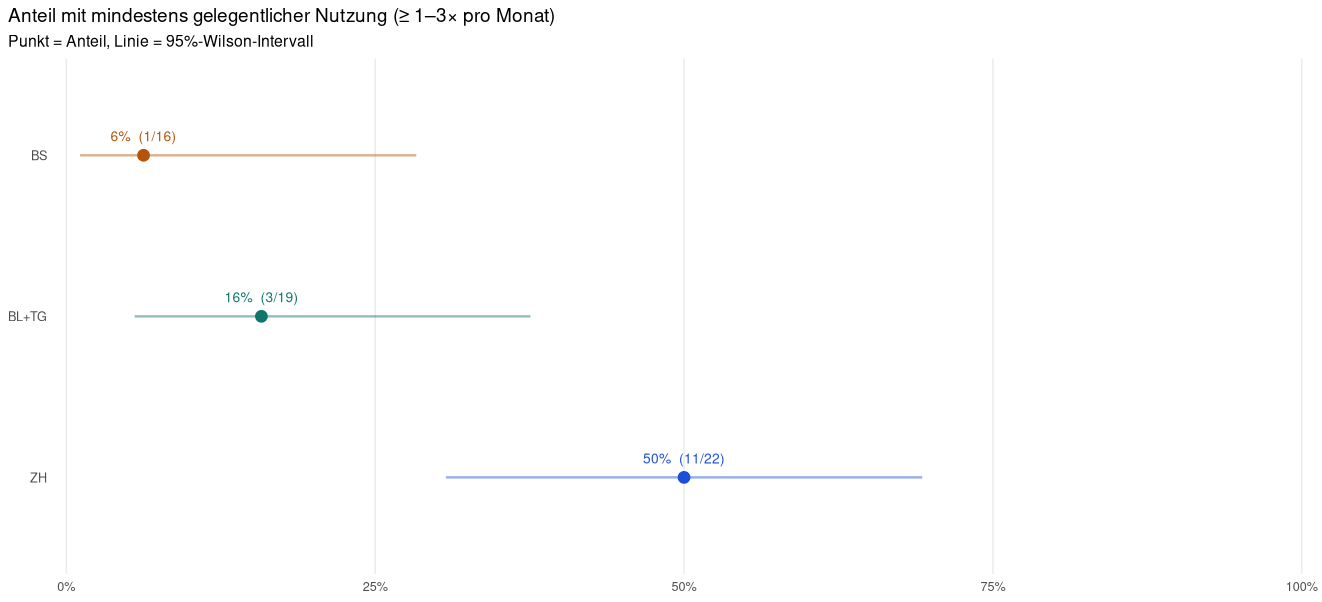 Anteil mit mindestens gelegentlicher Nutzung (≥ 1–3× pro Monat)
Punkt = Anteil, Linie = 95%-Wilson-Intervall
6% (1/16)
BS
16% (3/19)
BL+TG
50% (11/22)
ZH
0% 25% 50% 75% 100%